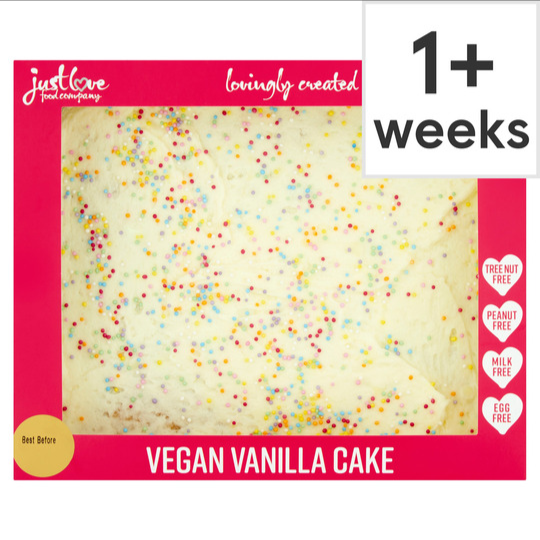 just love
food company
lovingly created
1+
weeks
TREE NUT
FREE
PEANUT
FREE
MILK
FREE
EGG
FREE
Best Before
VEGAN VANILLA CAKE